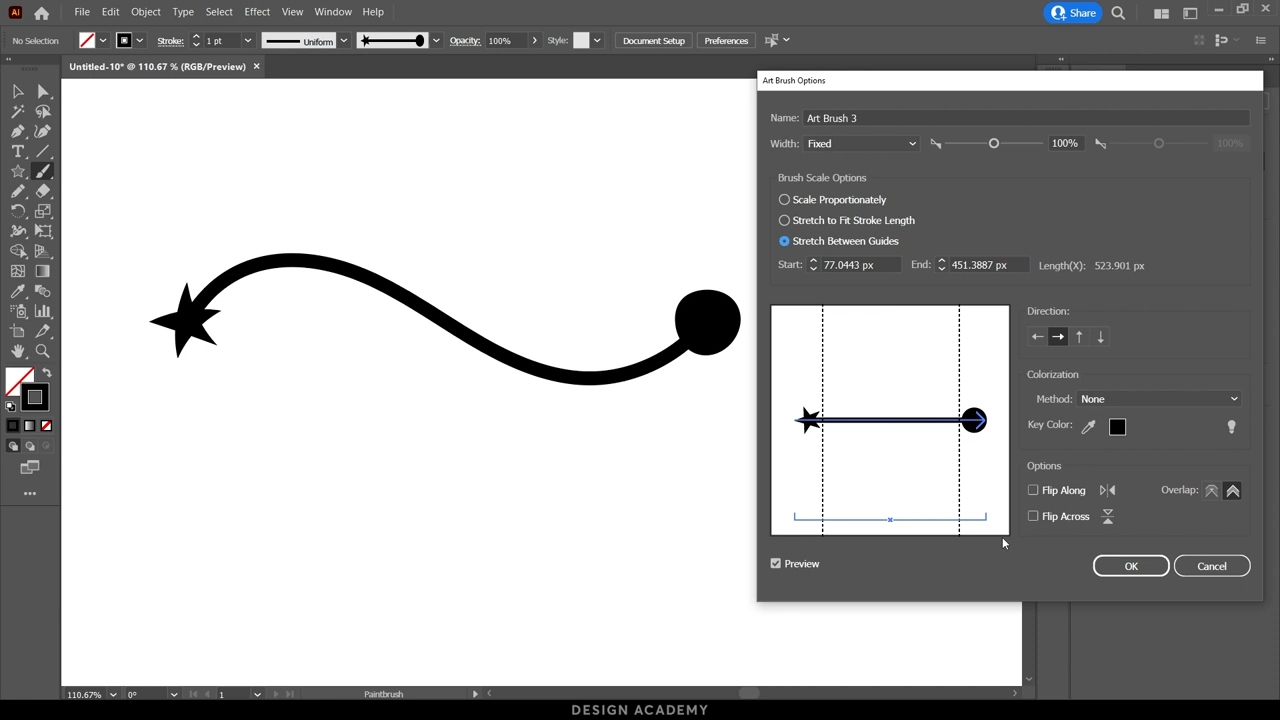 Ai File Edit Object Type Select Effect View Window Help Share
No Selection Stroke: 1 pt Uniform Opacity: 100% Style: Document Setup Preferences
Untitled-10* @ 110.67 % (RGB/Preview) ×
Art Brush Options
Name: Art Brush 3
Width: Fixed 100% 100%
Brush Scale Options
Scale Proportionately
Stretch to Fit Stroke Length
Stretch Between Guides
Start: 77.0443 px End: 451.3887 px Length(X): 523.901 px
Direction:
Colorization
Method: None
Key Color:
Options
Flip Along Overlap:
Flip Across
Preview OK Cancel
110.67% 0° 1 Paintbrush
DESIGN ACADEMY